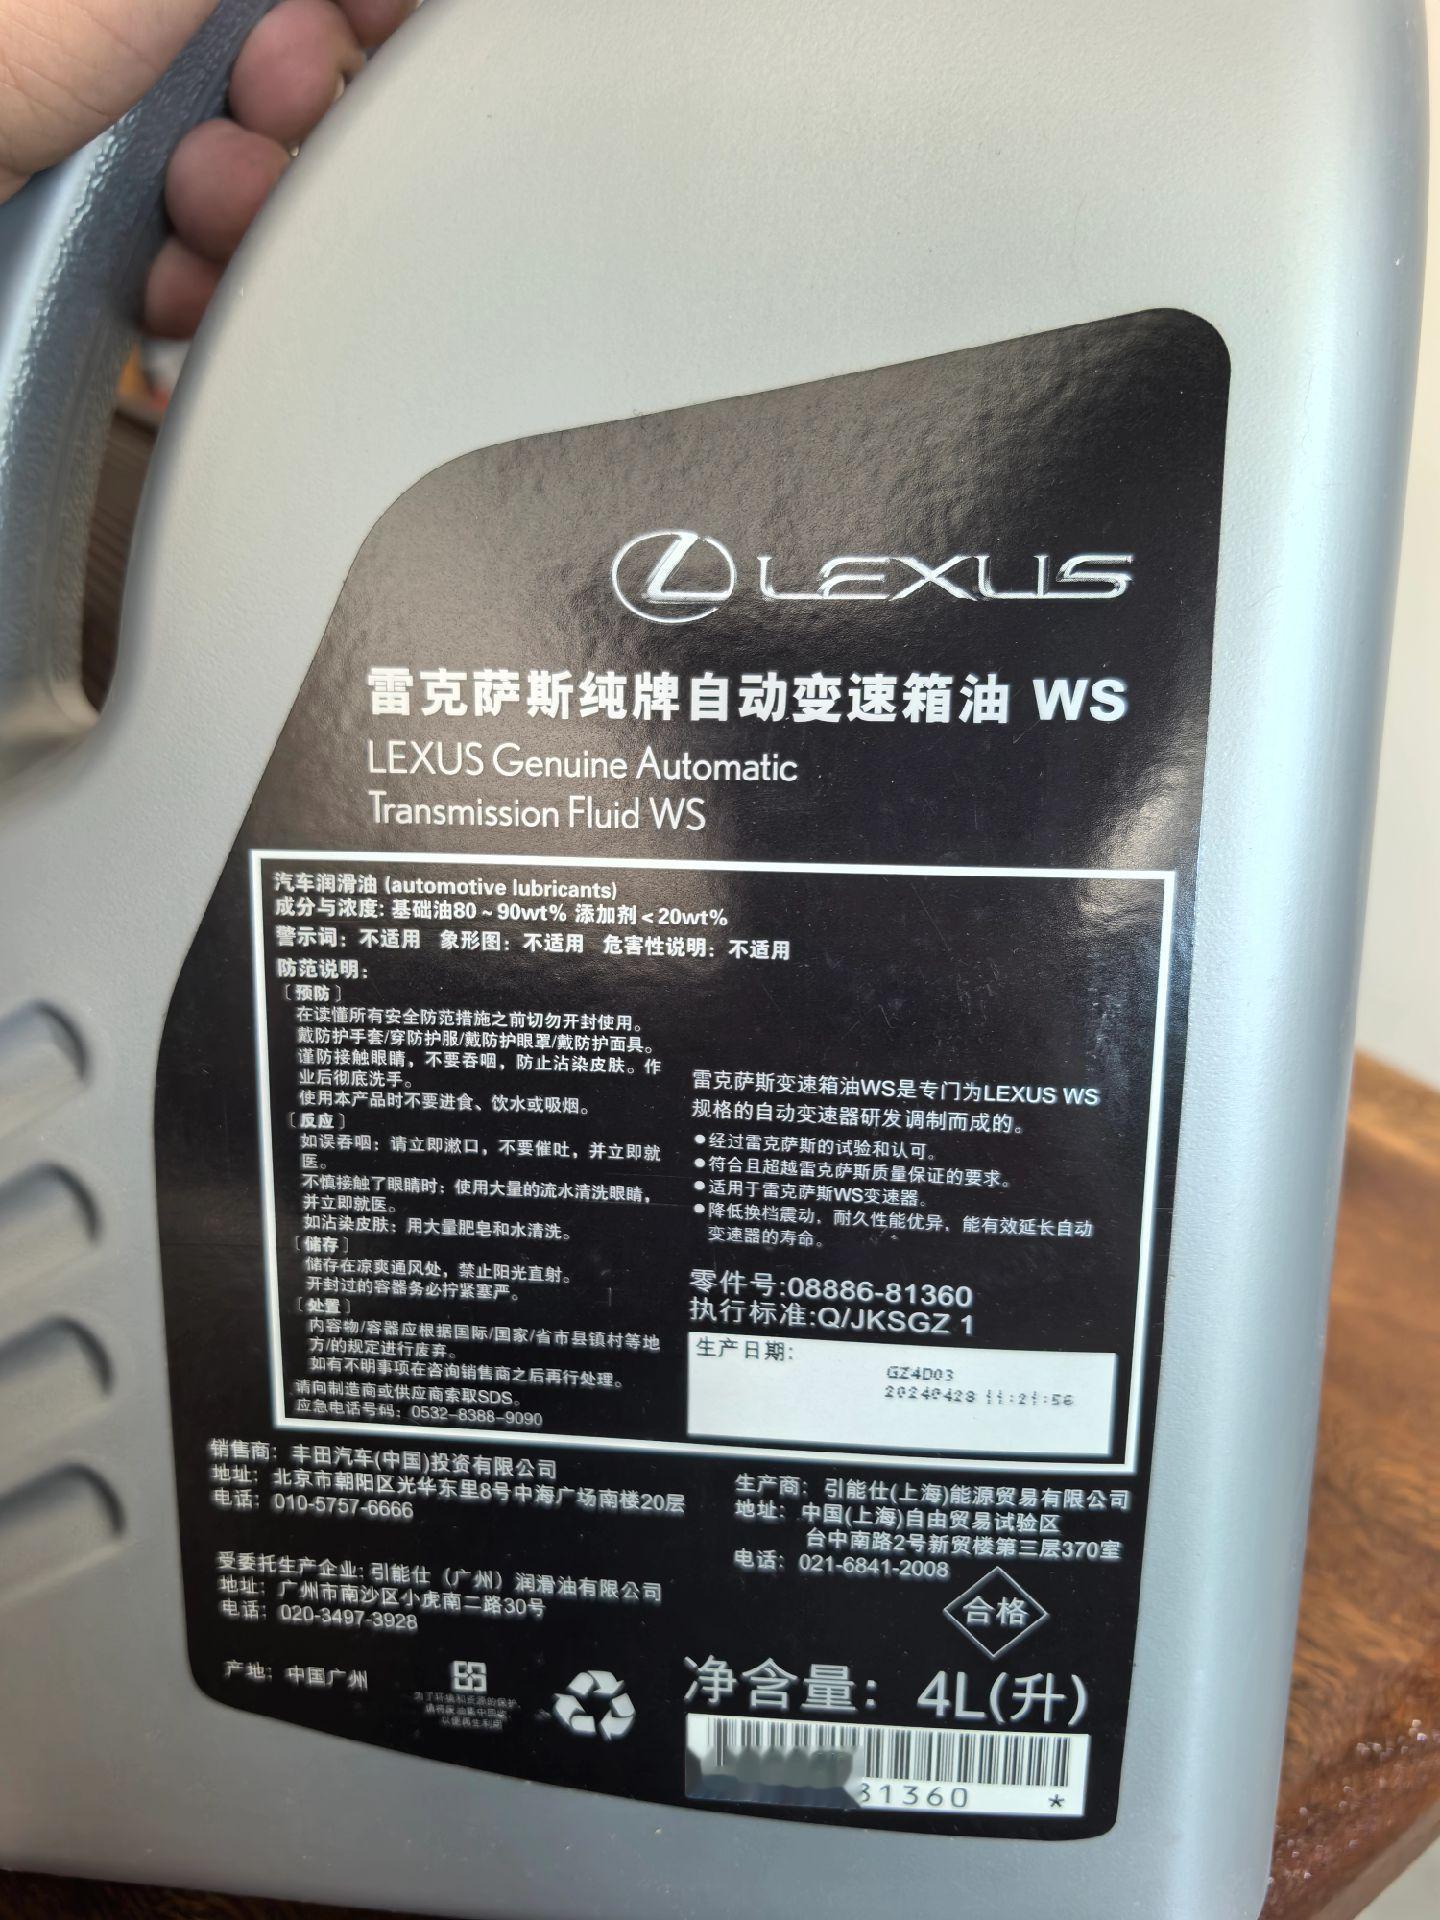 LEXUS
雷克萨斯纯牌自动变速箱油 WS
LEXUS Genuine Automatic
Transmission Fluid WS
汽车润滑油 (automotive lubricants)
成分与浓度: 基础油80~90wt% 添加剂<20wt%
警示词: 不适用 象形图: 不适用 危害性说明: 不适用
防范说明:
〔预防〕
在读懂所有安全防范措施之前切勿开封使用。
戴防护手套/穿防护服/戴防护眼罩/戴防护面具。
谨防接触眼睛，不要吞咽，防止沾染皮肤。作
业后彻底洗手。
使用本产品时不要进食、饮水或吸烟。
〔反应〕
如误吞咽: 请立即漱口，不要催吐，并立即就
医。
不慎接触了眼睛时: 使用大量的流水清洗眼睛，
并立即就医。
如沾染皮肤: 用大量肥皂和水清洗。
〔储存〕
储存在凉爽通风处，禁止阳光直射。
开封过的容器务必拧紧塞严。
〔处置〕
内容物/容器应根据国际/国家/省市县镇村等地
方/的规定进行废弃。
如有不明事项在咨询销售商之后再行处理。
请向制造商或供应商索取SDS。
应急电话号码: 0532-8388-9090
雷克萨斯变速箱油WS是专门为LEXUS WS
规格的自动变速器研发调制而成的。
●经过雷克萨斯的试验和认可。
●符合且超越雷克萨斯质量保证的要求。
●适用于雷克萨斯WS变速器。
●降低换档震动，耐久性能优异，能有效延长自动
变速器的寿命。
零件号:08886-81360
执行标准:Q/JKSGZ 1
生产日期:
GZ4D03
20240428 11:21:56
销售商: 丰田汽车(中国)投资有限公司
地址: 北京市朝阳区光华东里8号中海广场南楼20层
电话: 010-5757-6666
生产商: 引能仕(上海)能源贸易有限公司
地址: 中国(上海)自由贸易试验区
台中南路2号新贸楼第三层370室
电话: 021-6841-2008
受委托生产企业: 引能仕（广州）润滑油有限公司
地址: 广州市南沙区小虎南二路30号
电话: 020-3497-3928
合格
产地: 中国广州
为了环境和资源的保护,
请将废油集中回收,
以便再生利用
净含量: 4L(升)
81360 *